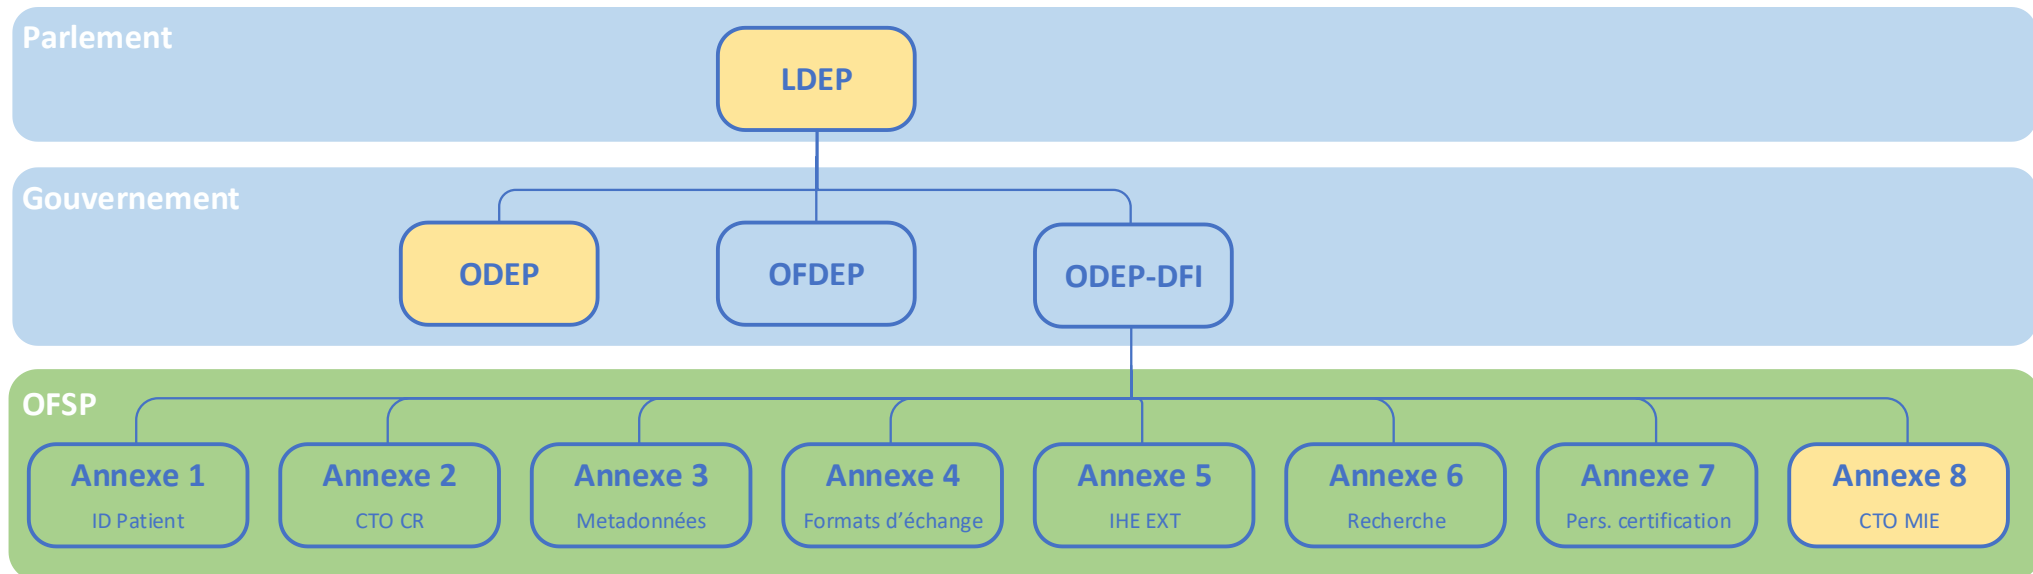 Parlement
LDEP
Gouvernement
ODEP
OFDEP
ODEP-DFI
OFSP
Annexe 1
ID Patient
Annexe 2
CTO CR
Annexe 3
Metadonnées
Annexe 4
Formats d’échange
Annexe 5
IHE EXT
Annexe 6
Recherche
Annexe 7
Pers. certification
Annexe 8
CTO MIE